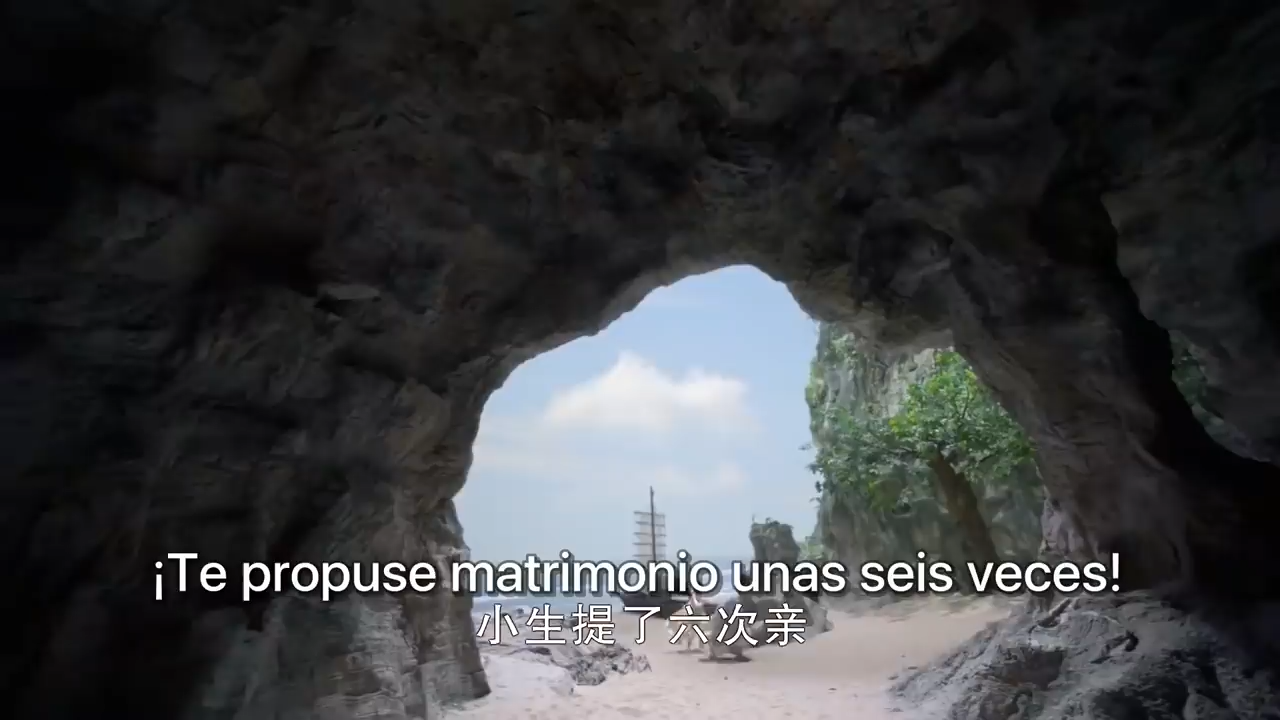 ¡Te propuse matrimonio unas seis veces!
小生提了六次亲